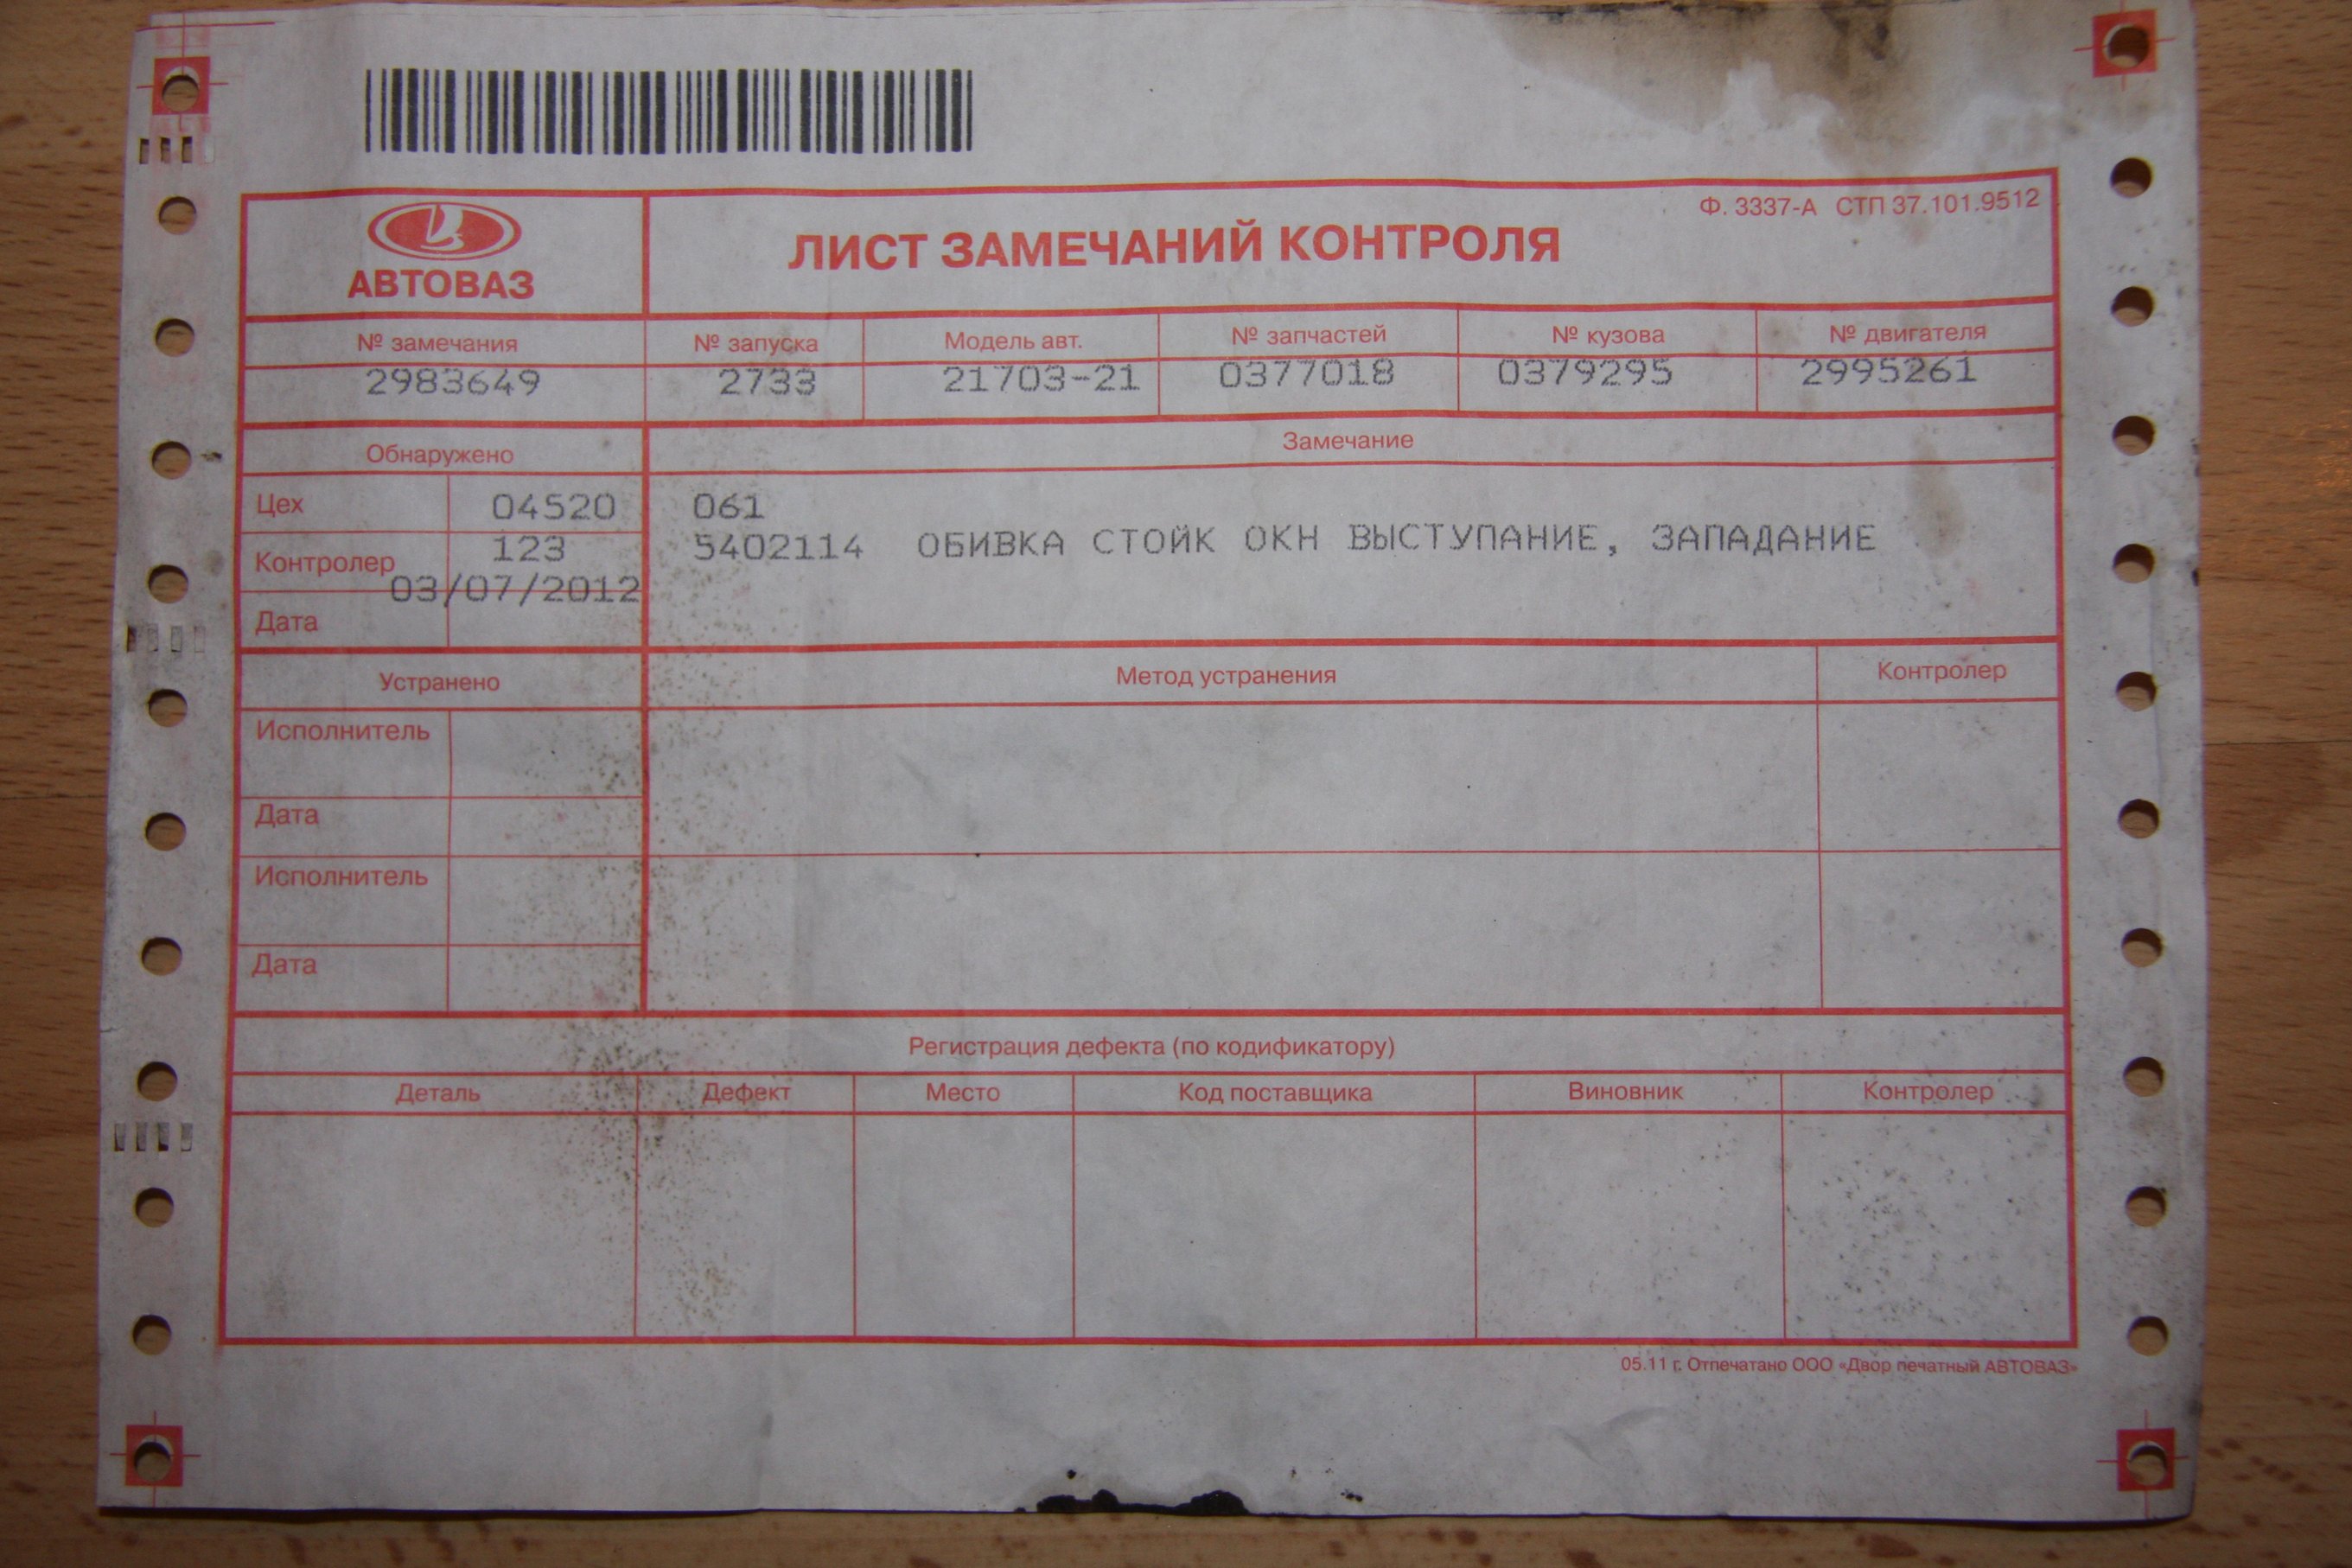 Ф. 3337-А СТП 37.101.9512
АВТОВАЗ
ЛИСТ ЗАМЕЧАНИЙ КОНТРОЛЯ
№ замечания № запуска Модель авт. № запчастей № кузова № двигателя
2983649 2733 21703-21 0377018 0379295 2995261
Обнаружено Замечание
Цех 04520 061
Контролер 123 5402114 ОБИВКА СТОЙК ОКН ВЫСТУПАНИЕ, ЗАПАДАНИЕ
03/07/2012
Дата
Устранено Метод устранения Контролер
Исполнитель
Дата
Исполнитель
Дата
Регистрация дефекта (по кодификатору)
Деталь Дефект Место Код поставщика Виновник Контролер
05.11 г. Отпечатано ООО «Двор печатный АВТОВАЗ»